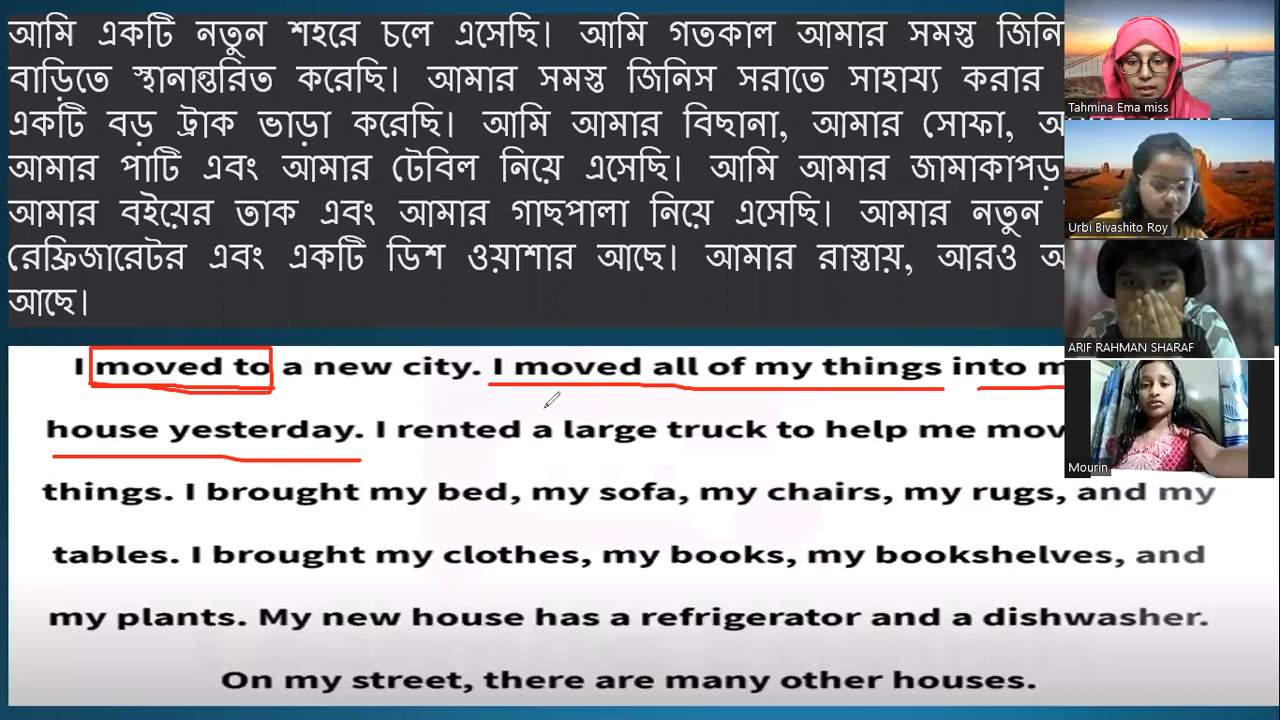 আমি একটি নতুন শহরে চলে এসেছি। আমি গতকাল আমার সমস্ত
বাড়িতে স্থানান্তরিত করেছি। আমার সমস্ত জিনিস সরাতে সাহায্য করার
একটি বড় ট্রাক ভাড়া করেছি। আমি আমার বিছানা, আমার সোফা,
আমার পাটি এবং আমার টেবিল নিয়ে এসেছি। আমি আমার জামাকাপড়
আমার বইয়ের তাক এবং আমার গাছপালা নিয়ে এসেছি। আমার নতুন
রেফ্রিজারেটর এবং একটি ডিশ ওয়াশার আছে। আমার রাস্তায়, আরও
আছে।
I moved to a new city. I moved all of my things into
house yesterday. I rented a large truck to help me
things. I brought my bed, my sofa, my chairs, my rugs, and my
tables. I brought my clothes, my books, my bookshelves, and
my plants. My new house has a refrigerator and a dishwasher.
On my street, there are many other houses.
Tahmina Ema miss
Urbi Bivashito Roy
ARIF RAHMAN SHARAF
Mourin